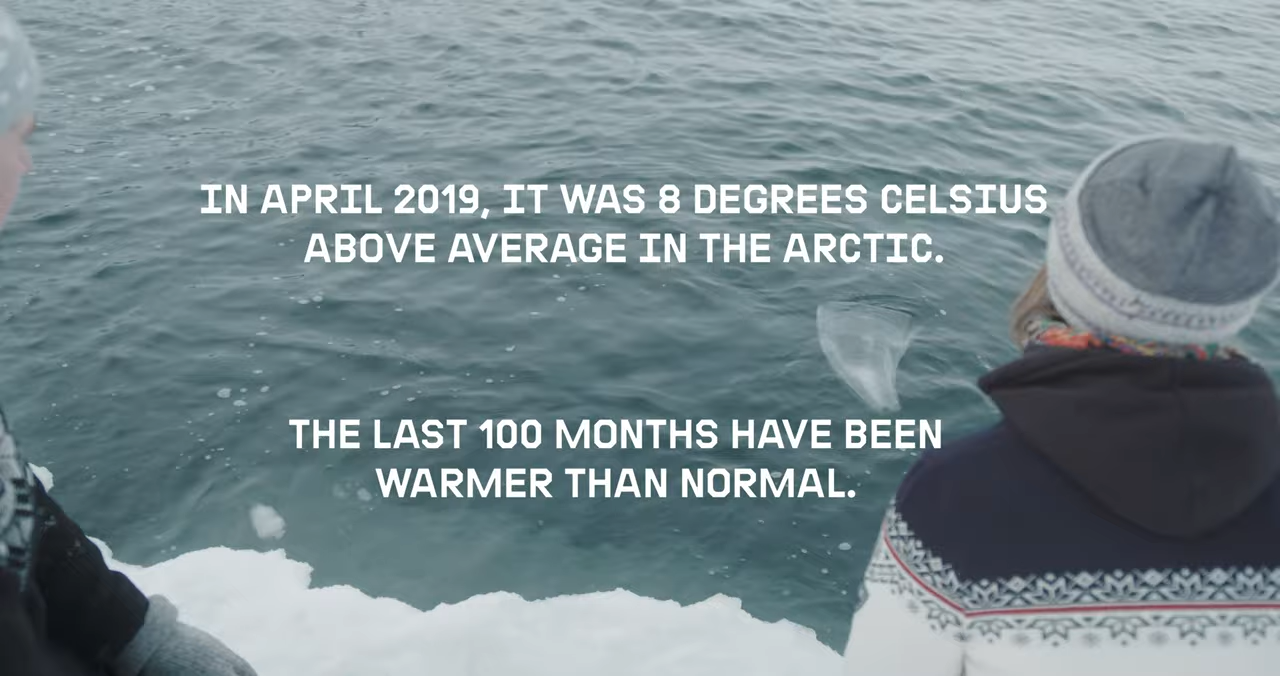 IN APRIL 2019, IT WAS 8 DEGREES CELSIUS
ABOVE AVERAGE IN THE ARCTIC.
THE LAST 100 MONTHS HAVE BEEN
WARMER THAN NORMAL.